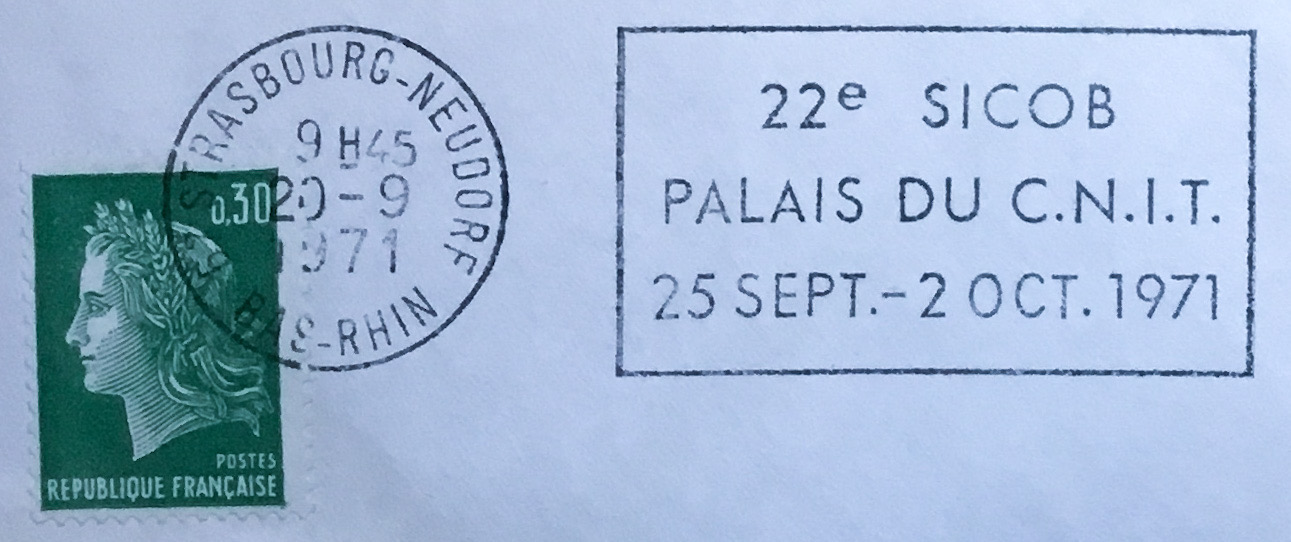 STRASBOURG-NEUDORF
9 H45
20-9
1971
67 BAS-RHIN
0,30
POSTES
REPUBLIQUE FRANÇAISE
22e SICOB
PALAIS DU C.N.I.T.
25 SEPT.-2 OCT. 1971